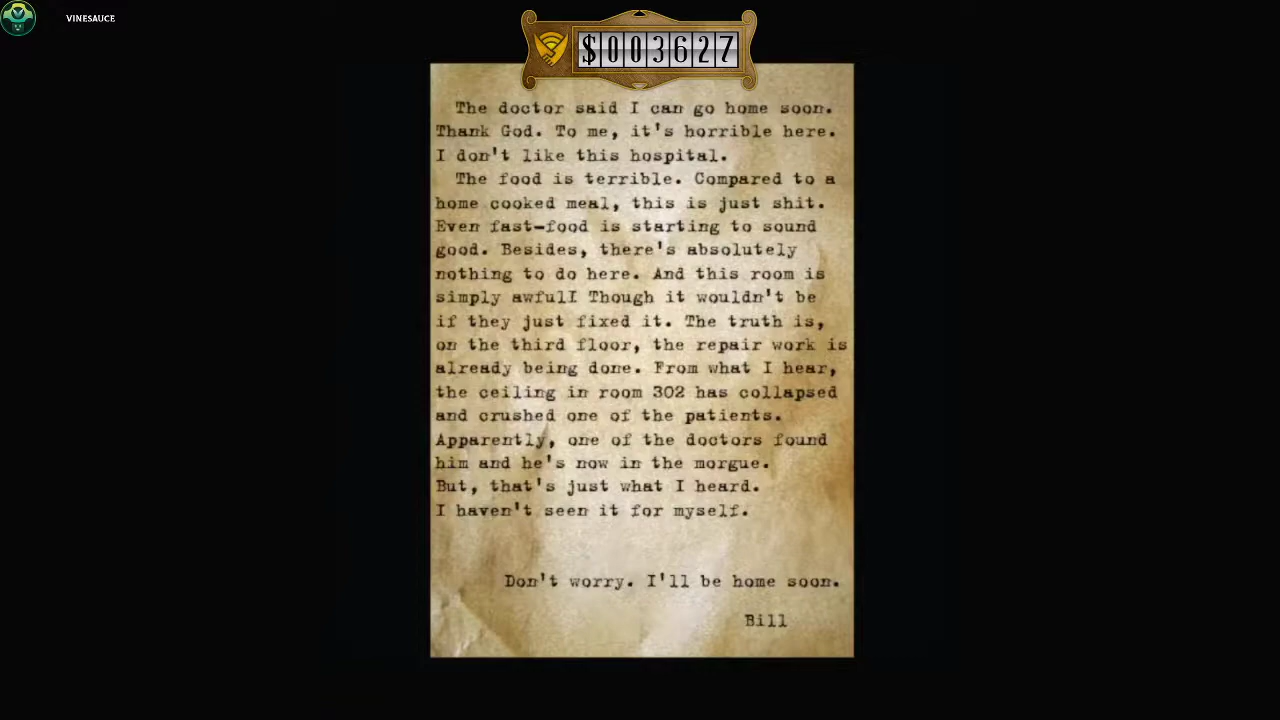 VINESAUCE
$003627
The doctor said I can go home soon.
Thank God. To me, it's horrible here.
I don't like this hospital.
The food is terrible. Compared to a
home cooked meal, this is just shit.
Even fast-food is starting to sound
good. Besides, there's absolutely
nothing to do here. And this room is
simply awful! Though it wouldn't be
if they just fixed it. The truth is,
on the third floor, the repair work is
already being done. From what I hear,
the ceiling in room 302 has collapsed
and crushed one of the patients.
Apparently, one of the doctors found
him and he's now in the morgue.
But, that's just what I heard.
I haven't seen it for myself.
Don't worry. I'll be home soon.
Bill